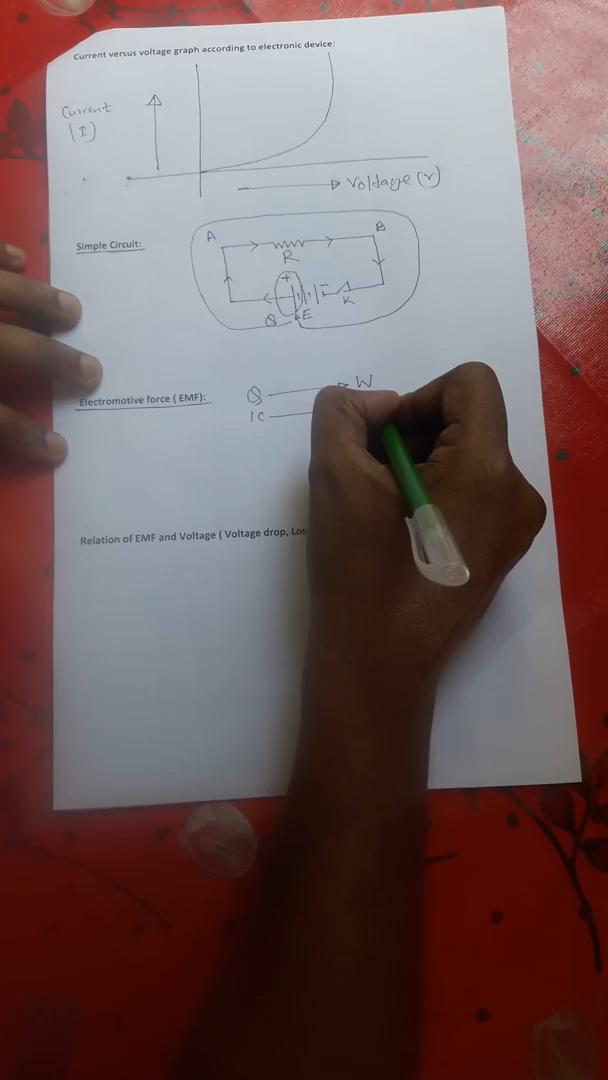 Current versus voltage graph according to electronic device:
Current
(I)
Voldage (V)
Simple Circuit:
A
B
R
+
K
E
Q
Electromotive force ( EMF):
Q
W
1C
Relation of EMF and Voltage ( Voltage drop, Los